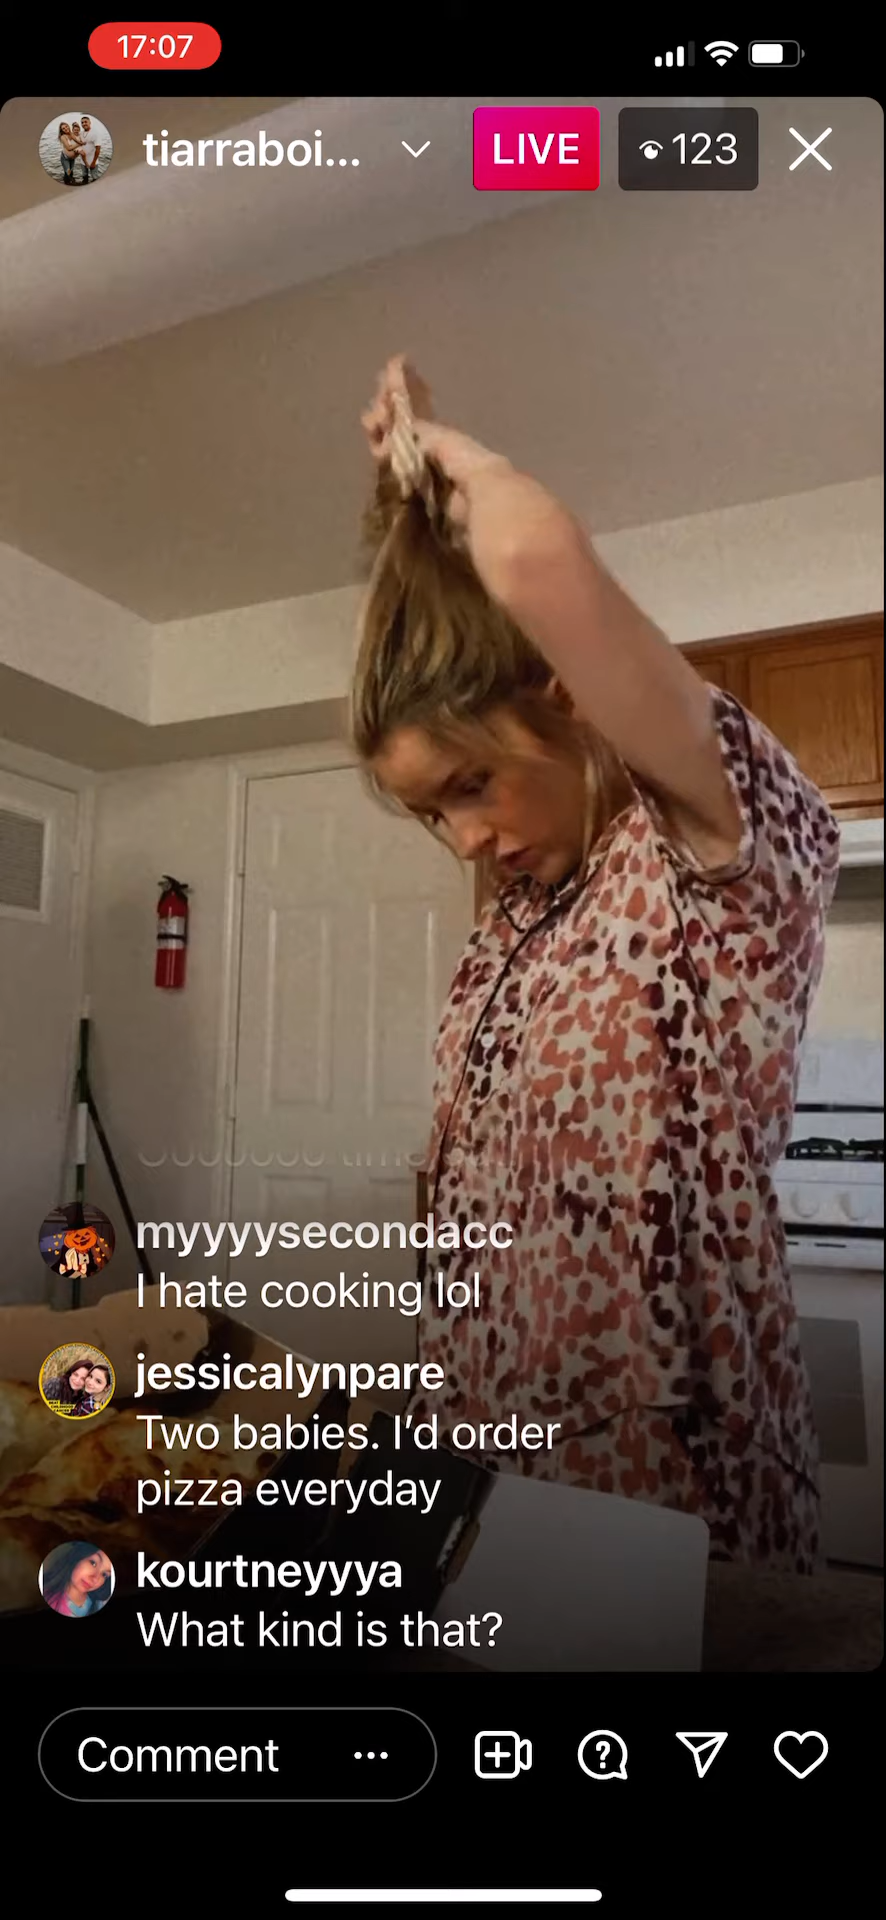 17:07
tiarraboi... LIVE 123
myyyysecondacc
I hate cooking lol
jessicalynpare
Two babies. I’d order
pizza everyday
kourtneyyya
What kind is that?
Comment